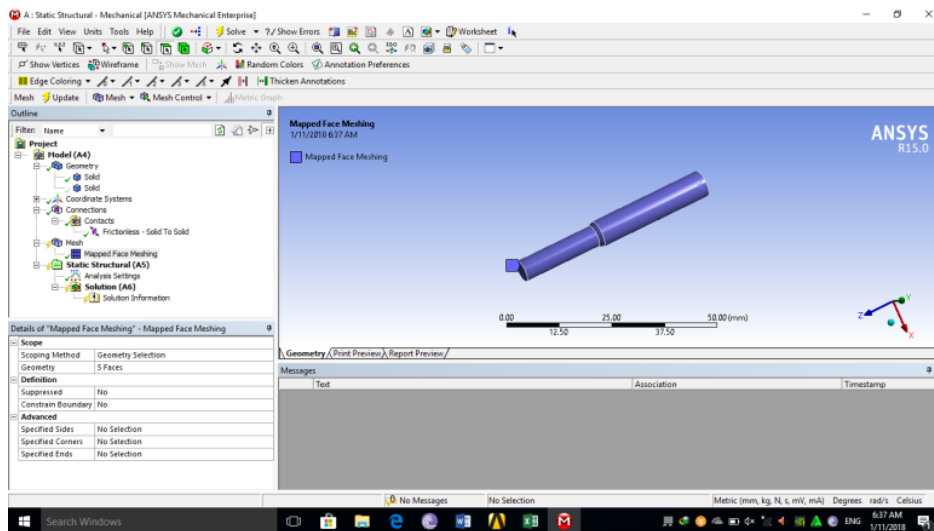 A : Static Structural - Mechanical [ANSYS Mechanical Enterprise]
File Edit View Units Tools Help Solve ?/ Show Errors Worksheet
Show Vertices Wireframe Show Mesh Random Colors Annotation Preferences
Edge Coloring Thicken Annotations
Mesh Update Mesh Mesh Control Metric Graph
Outline
Filter: Name
Project
Model (A4)
Geometry
Solid
Solid
Coordinate Systems
Connections
Contacts
Frictionless - Solid To Solid
Mesh
Mapped Face Meshing
Static Structural (A5)
Analysis Settings
Solution (A6)
Solution Information
Details of "Mapped Face Meshing" - Mapped Face Meshing
Scope
Scoping Method Geometry Selection
Geometry 5 Faces
Definition
Suppressed No
Constrain Boundary No
Advanced
Specified Sides No Selection
Specified Corners No Selection
Specified Ends No Selection
Mapped Face Meshing
1/11/2018 6:37 AM
Mapped Face Meshing
ANSYS
R15.0
0.00 25.00 50.00 (mm)
12.50 37.50
Z Y
X
Geometry Print Preview Report Preview
Messages
Text Association Timestamp
No Messages No Selection Metric (mm, kg, N, s, mV, mA) Degrees rad/s Celsius
Search Windows ENG 6:37 AM
1/11/2018